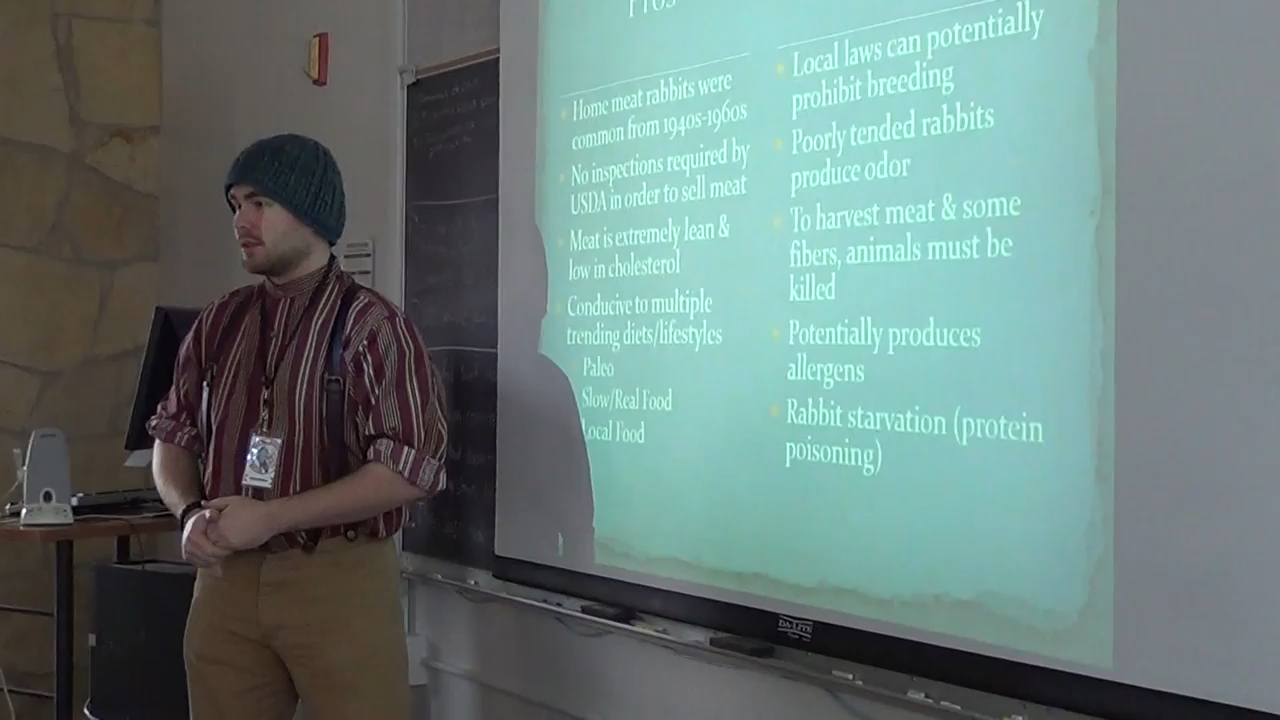 Pros
Home meat rabbits were
common from 1940s-1960s
No inspections required by
USDA in order to sell meat
Meat is extremely lean &
low in cholesterol
Conducive to multiple
trending diets/lifestyles
Paleo
Slow/Real Food
Local Food
Local laws can potentially
prohibit breeding
Poorly tended rabbits
produce odor
To harvest meat & some
fibers, animals must be
killed
Potentially produces
allergens
Rabbit starvation (protein
poisoning)
DA-LITE